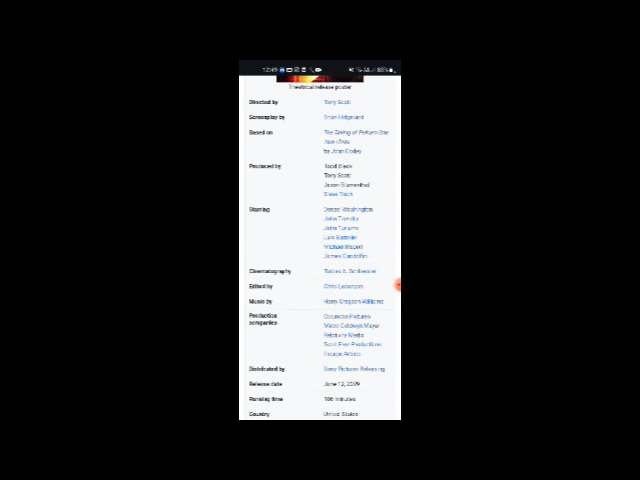 12:49
Theatrical release poster
Directed by Tony Scott
Screenplay by Brian Helgeland
Based on The Taking of Pelham One
Two Three
by John Godey
Produced by Todd Black
Tony Scott
Jason Blumenthal
Steve Tisch
Starring Denzel Washington
John Travolta
John Turturro
Luis Guzmán
Michael Rispoli
James Gandolfini
Cinematography Tobias A. Schliessler
Edited by Chris Lebenzon
Music by Harry Gregson-Williams
Production
companies
Columbia Pictures
Metro-Goldwyn-Mayer
Relativity Media
Scott Free Productions
Escape Artists
Distributed by Sony Pictures Releasing
Release date June 12, 2009
Running time 106 minutes
Country United States